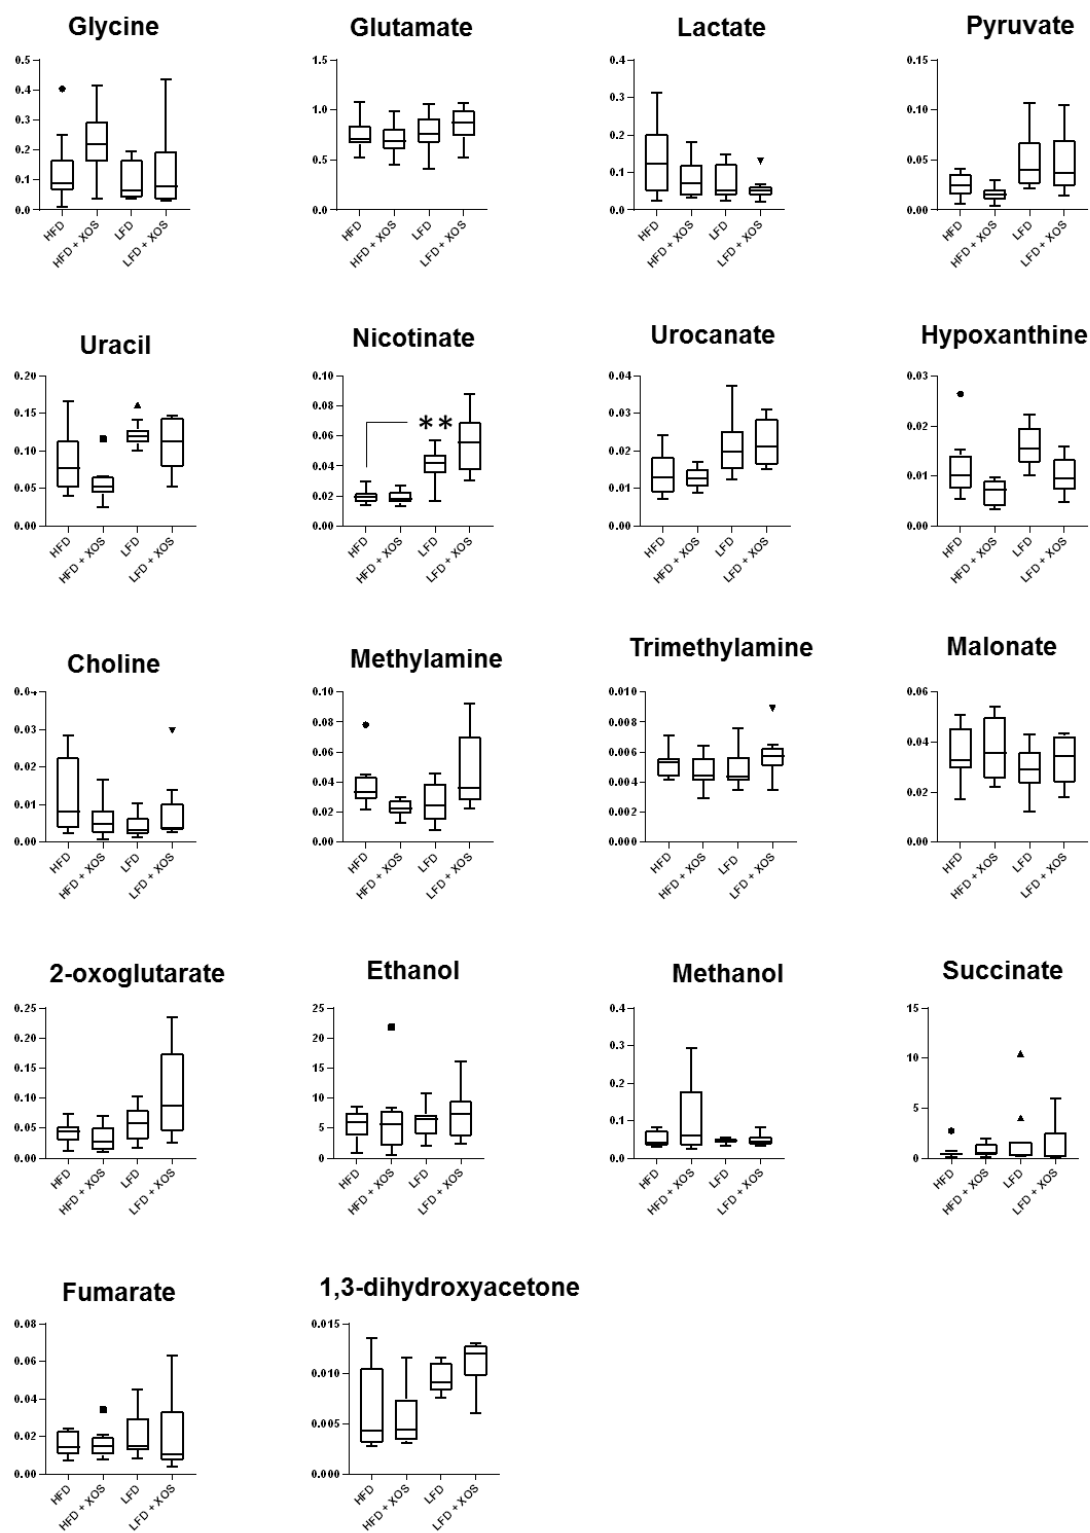 Glycine
0.5
0.4
0.3
0.2
0.1
0.0
HFD
HFD + XOS
LFD
LFD + XOS
Glutamate
1.5
1.0
0.5
0.0
HFD
HFD + XOS
LFD
LFD + XOS
Lactate
0.4
0.3
0.2
0.1
0.0
HFD
HFD + XOS
LFD
LFD + XOS
Pyruvate
0.15
0.10
0.05
0.00
HFD
HFD + XOS
LFD
LFD + XOS
Uracil
0.20
0.15
0.10
0.05
0.00
HFD
HFD + XOS
LFD
LFD + XOS
Nicotinate
0.10
0.08
0.06
0.04
0.02
0.00
**
HFD
HFD + XOS
LFD
LFD + XOS
Urocanate
0.04
0.03
0.02
0.01
0.00
HFD
HFD + XOS
LFD
LFD + XOS
Hypoxanthine
0.03
0.02
0.01
0.00
HFD
HFD + XOS
LFD
LFD + XOS
Choline
0.04
0.03
0.02
0.01
0.00
HFD
HFD + XOS
LFD
LFD + XOS
Methylamine
0.10
0.08
0.06
0.04
0.02
0.00
HFD
HFD + XOS
LFD
LFD + XOS
Trimethylamine
0.010
0.008
0.006
0.004
0.002
0.000
HFD
HFD + XOS
LFD
LFD + XOS
Malonate
0.06
0.04
0.02
0.00
HFD
HFD + XOS
LFD
LFD + XOS
2-oxoglutarate
0.25
0.20
0.15
0.10
0.05
0.00
HFD
HFD + XOS
LFD
LFD + XOS
Ethanol
25
20
15
10
5
0
HFD
HFD + XOS
LFD
LFD + XOS
Methanol
0.4
0.3
0.2
0.1
0.0
HFD
HFD + XOS
LFD
LFD + XOS
Succinate
15
10
5
0
HFD
HFD + XOS
LFD
LFD + XOS
Fumarate
0.08
0.06
0.04
0.02
0.00
HFD
HFD + XOS
LFD
LFD + XOS
1,3-dihydroxyacetone
0.015
0.010
0.005
0.000
HFD
HFD + XOS
LFD
LFD + XOS